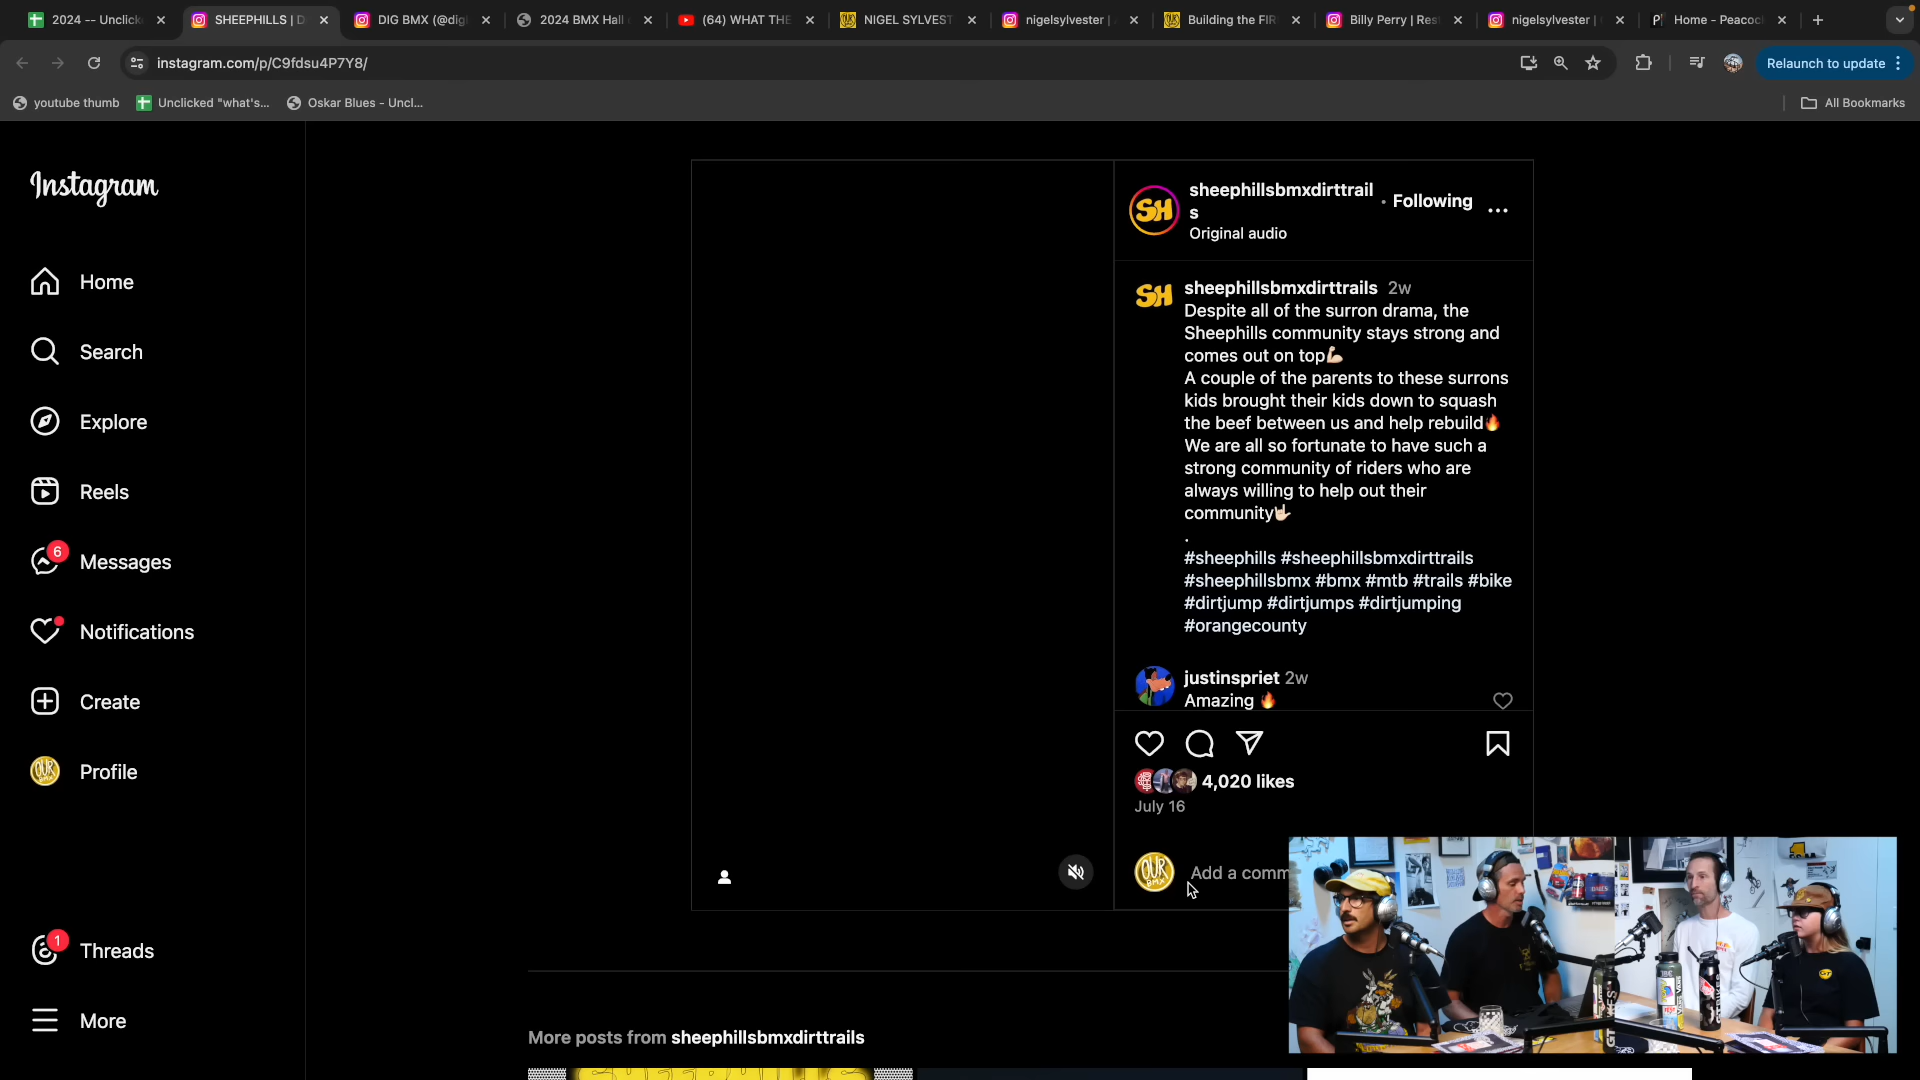 2024 -- Unclick
SHEEPHILLS | D
DIG BMX (@dig
2024 BMX Hall
(64) WHAT THE
NIGEL SYLVEST
nigelsylvester |
Building the FIR
Billy Perry | Res
nigelsylvester |
Home - Peacoc
instagram.com/p/C9fdsu4P7Y8/
Relaunch to update
youtube thumb
Unclicked "what's...
Oskar Blues - Uncl...
All Bookmarks
Instagram
Home
Search
Explore
Reels
6
Messages
Notifications
Create
Profile
1
Threads
More
SH
sheephillsbmxdirttrail
s
• Following
Original audio
SH
sheephillsbmxdirttrails 2w
Despite all of the surron drama, the
Sheephills community stays strong and
comes out on top💪🏻
A couple of the parents to these surrons
kids brought their kids down to squash
the beef between us and help rebuild🔥
We are all so fortunate to have such a
strong community of riders who are
always willing to help out their
community🤟🏻
.
#sheephills #sheephillsbmxdirttrails
#sheephillsbmx #bmx #mtb #trails #bike
#dirtjump #dirtjumps #dirtjumping
#orangecounty
justinspriet 2w
Amazing 🔥
4,020 likes
July 16
OUR
BMX
Add a comm
GT
More posts from sheephillsbmxdirttrails